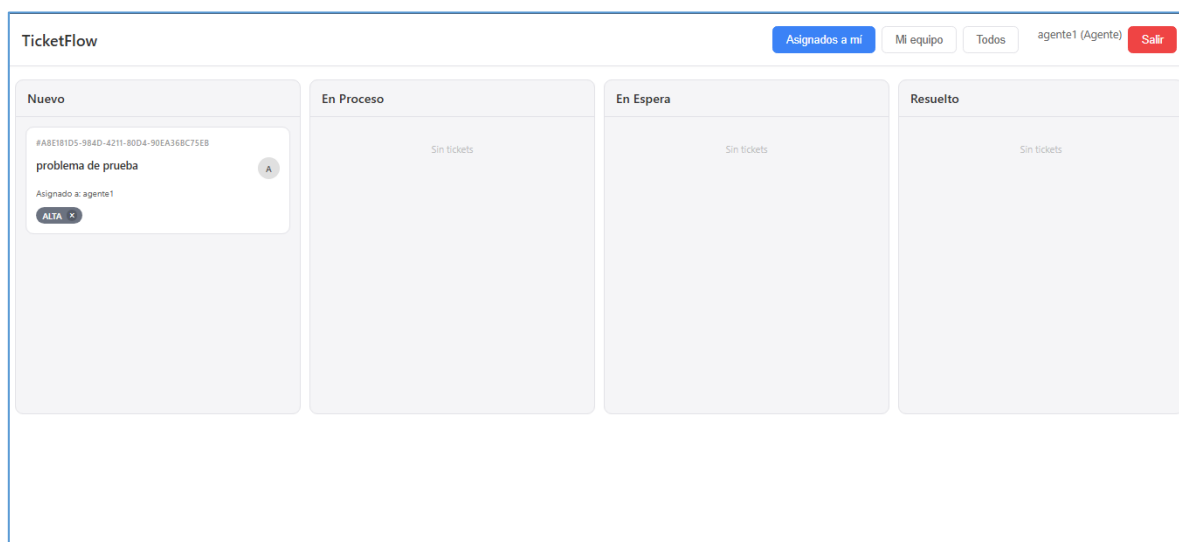 TicketFlow
Asignados a mí
Mi equipo
Todos
agente1 (Agente)
Salir
Nuevo
#A8E181D5-984D-4211-80D4-90EA36BC75EB
problema de prueba
A
Asignado a: agente1
ALTA ×
En Proceso
Sin tickets
En Espera
Sin tickets
Resuelto
Sin tickets